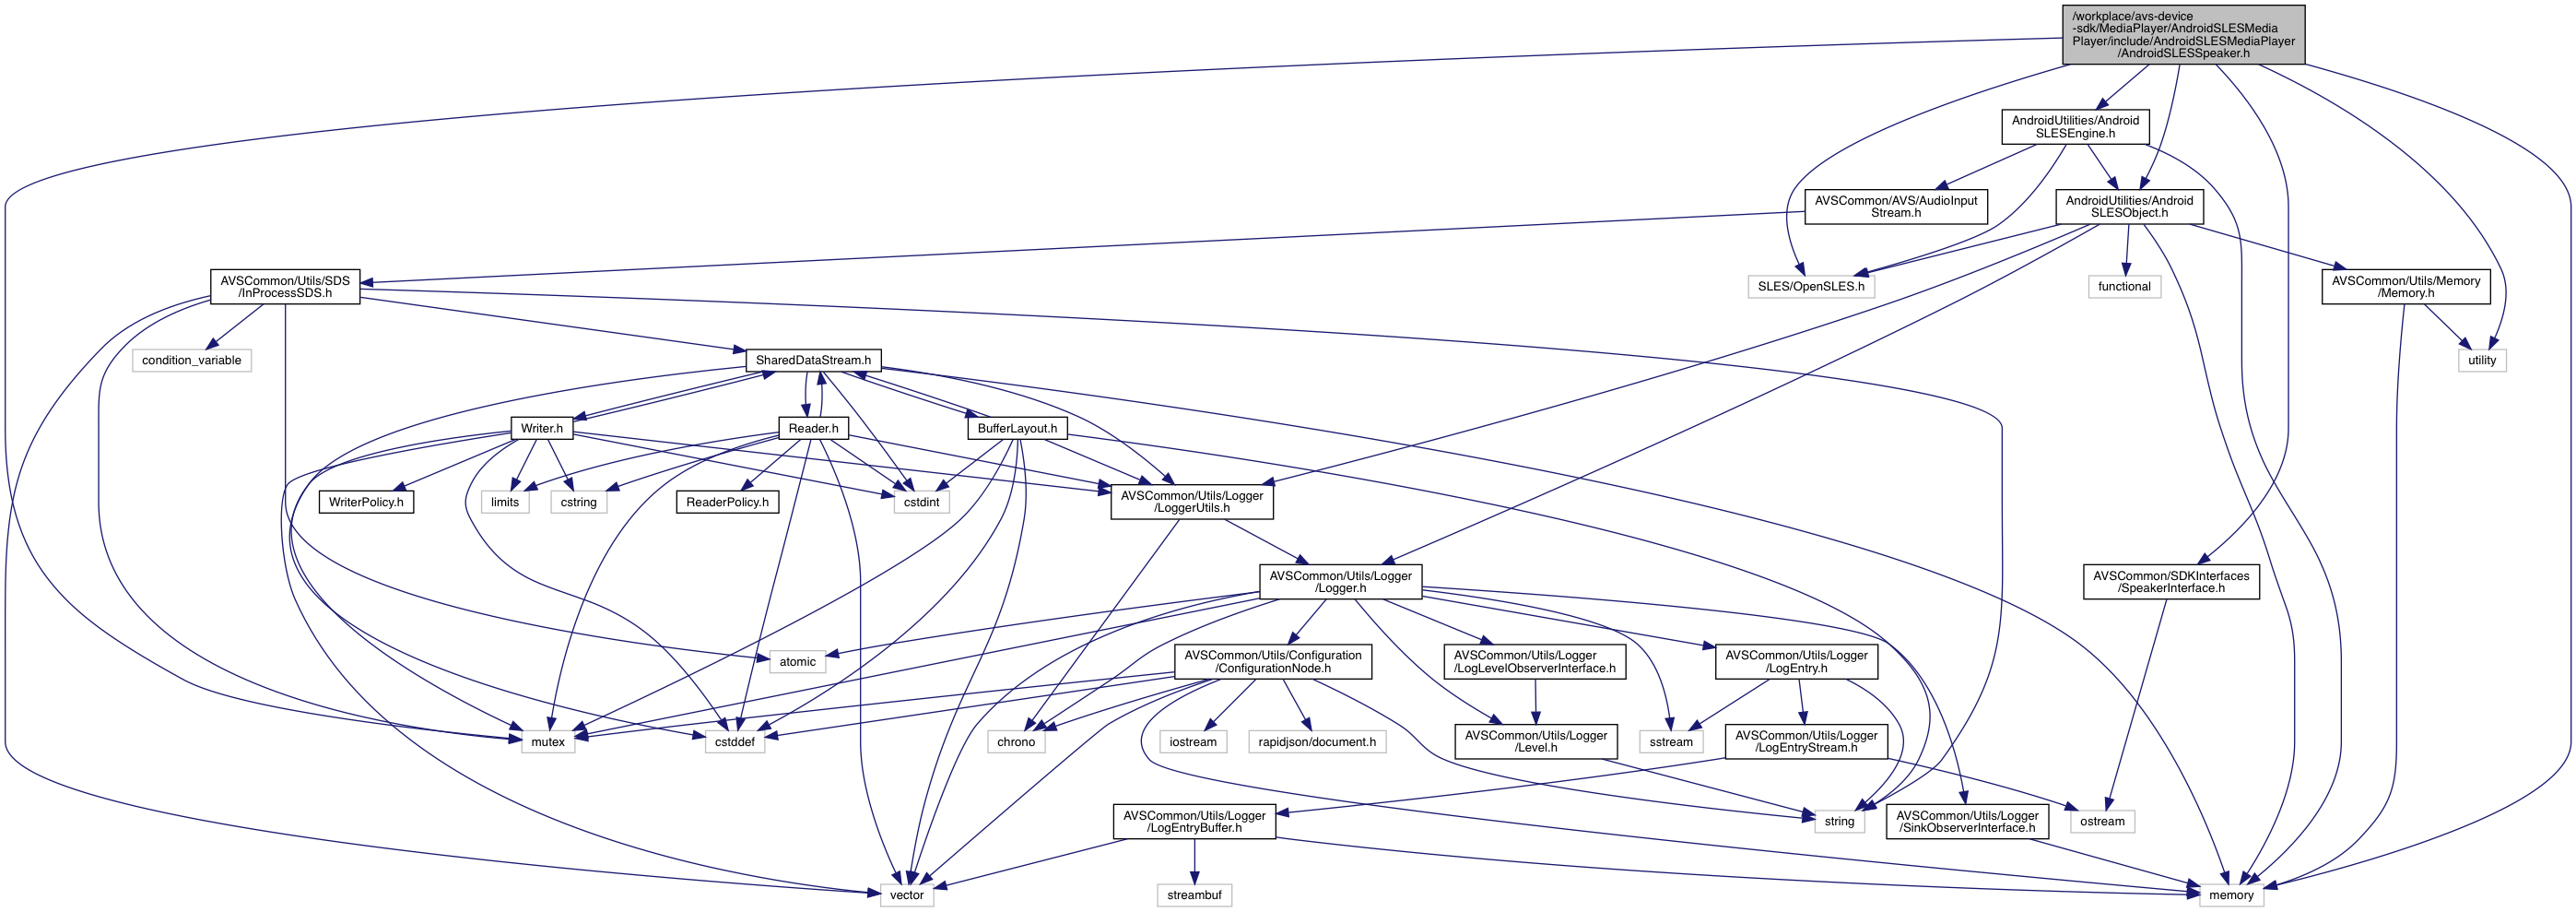 /workplace/avs-device
-sdk/MediaPlayer/AndroidSLESMedia
Player/include/AndroidSLESMediaPlayer
/AndroidSLESSpeaker.h
AndroidUtilities/Android
SLESEngine.h
AVSCommon/AVS/AudioInput
Stream.h
AndroidUtilities/Android
SLESObject.h
AVSCommon/Utils/SDS
/InProcessSDS.h
SLES/OpenSLES.h
functional
AVSCommon/Utils/Memory
/Memory.h
condition_variable
SharedDataStream.h
utility
Writer.h
Reader.h
BufferLayout.h
WriterPolicy.h
limits
cstring
ReaderPolicy.h
cstdint
AVSCommon/Utils/Logger
/LoggerUtils.h
AVSCommon/Utils/Logger
/Logger.h
AVSCommon/SDKInterfaces
/SpeakerInterface.h
atomic
AVSCommon/Utils/Configuration
/ConfigurationNode.h
AVSCommon/Utils/Logger
/LogLevelObserverInterface.h
AVSCommon/Utils/Logger
/LogEntry.h
mutex
cstddef
chrono
iostream
rapidjson/document.h
AVSCommon/Utils/Logger
/Level.h
sstream
AVSCommon/Utils/Logger
/LogEntryStream.h
AVSCommon/Utils/Logger
/LogEntryBuffer.h
string
AVSCommon/Utils/Logger
/SinkObserverInterface.h
ostream
vector
streambuf
memory